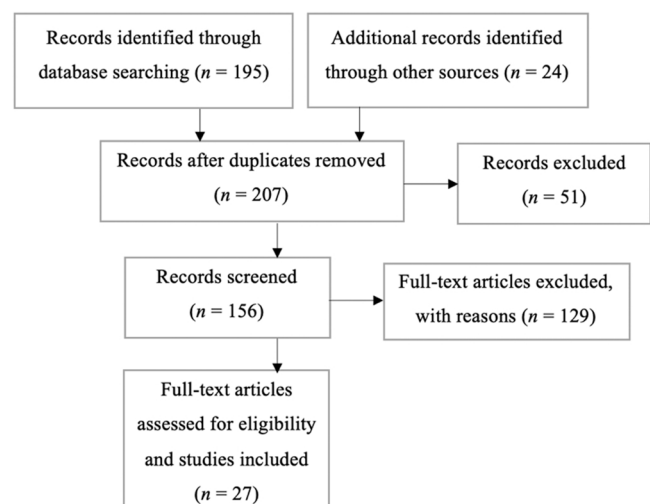 Records identified through
database searching (n = 195)
Additional records identified
through other sources (n = 24)
Records after duplicates removed
(n = 207)
Records excluded
(n = 51)
Records screened
(n = 156)
Full-text articles excluded,
with reasons (n = 129)
Full-text articles
assessed for eligibility
and studies included
(n = 27)